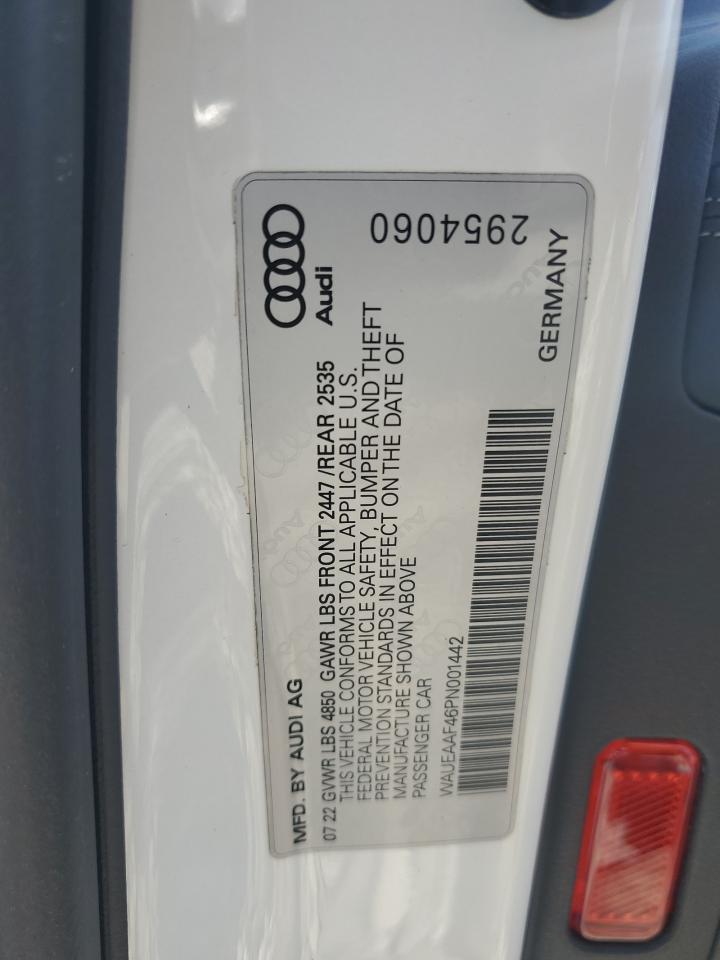 MFD. BY AUDI AG
07 22 GVWR LBS 4850 GAWR LBS FRONT 2447 /REAR 2535
THIS VEHICLE CONFORMS TO ALL APPLICABLE U.S.
FEDERAL MOTOR VEHICLE SAFETY, BUMPER AND THEFT
PREVENTION STANDARDS IN EFFECT ON THE DATE OF
MANUFACTURE SHOWN ABOVE
PASSENGER CAR
WAUEAAF46PN001442
Audi
2954060
GERMANY